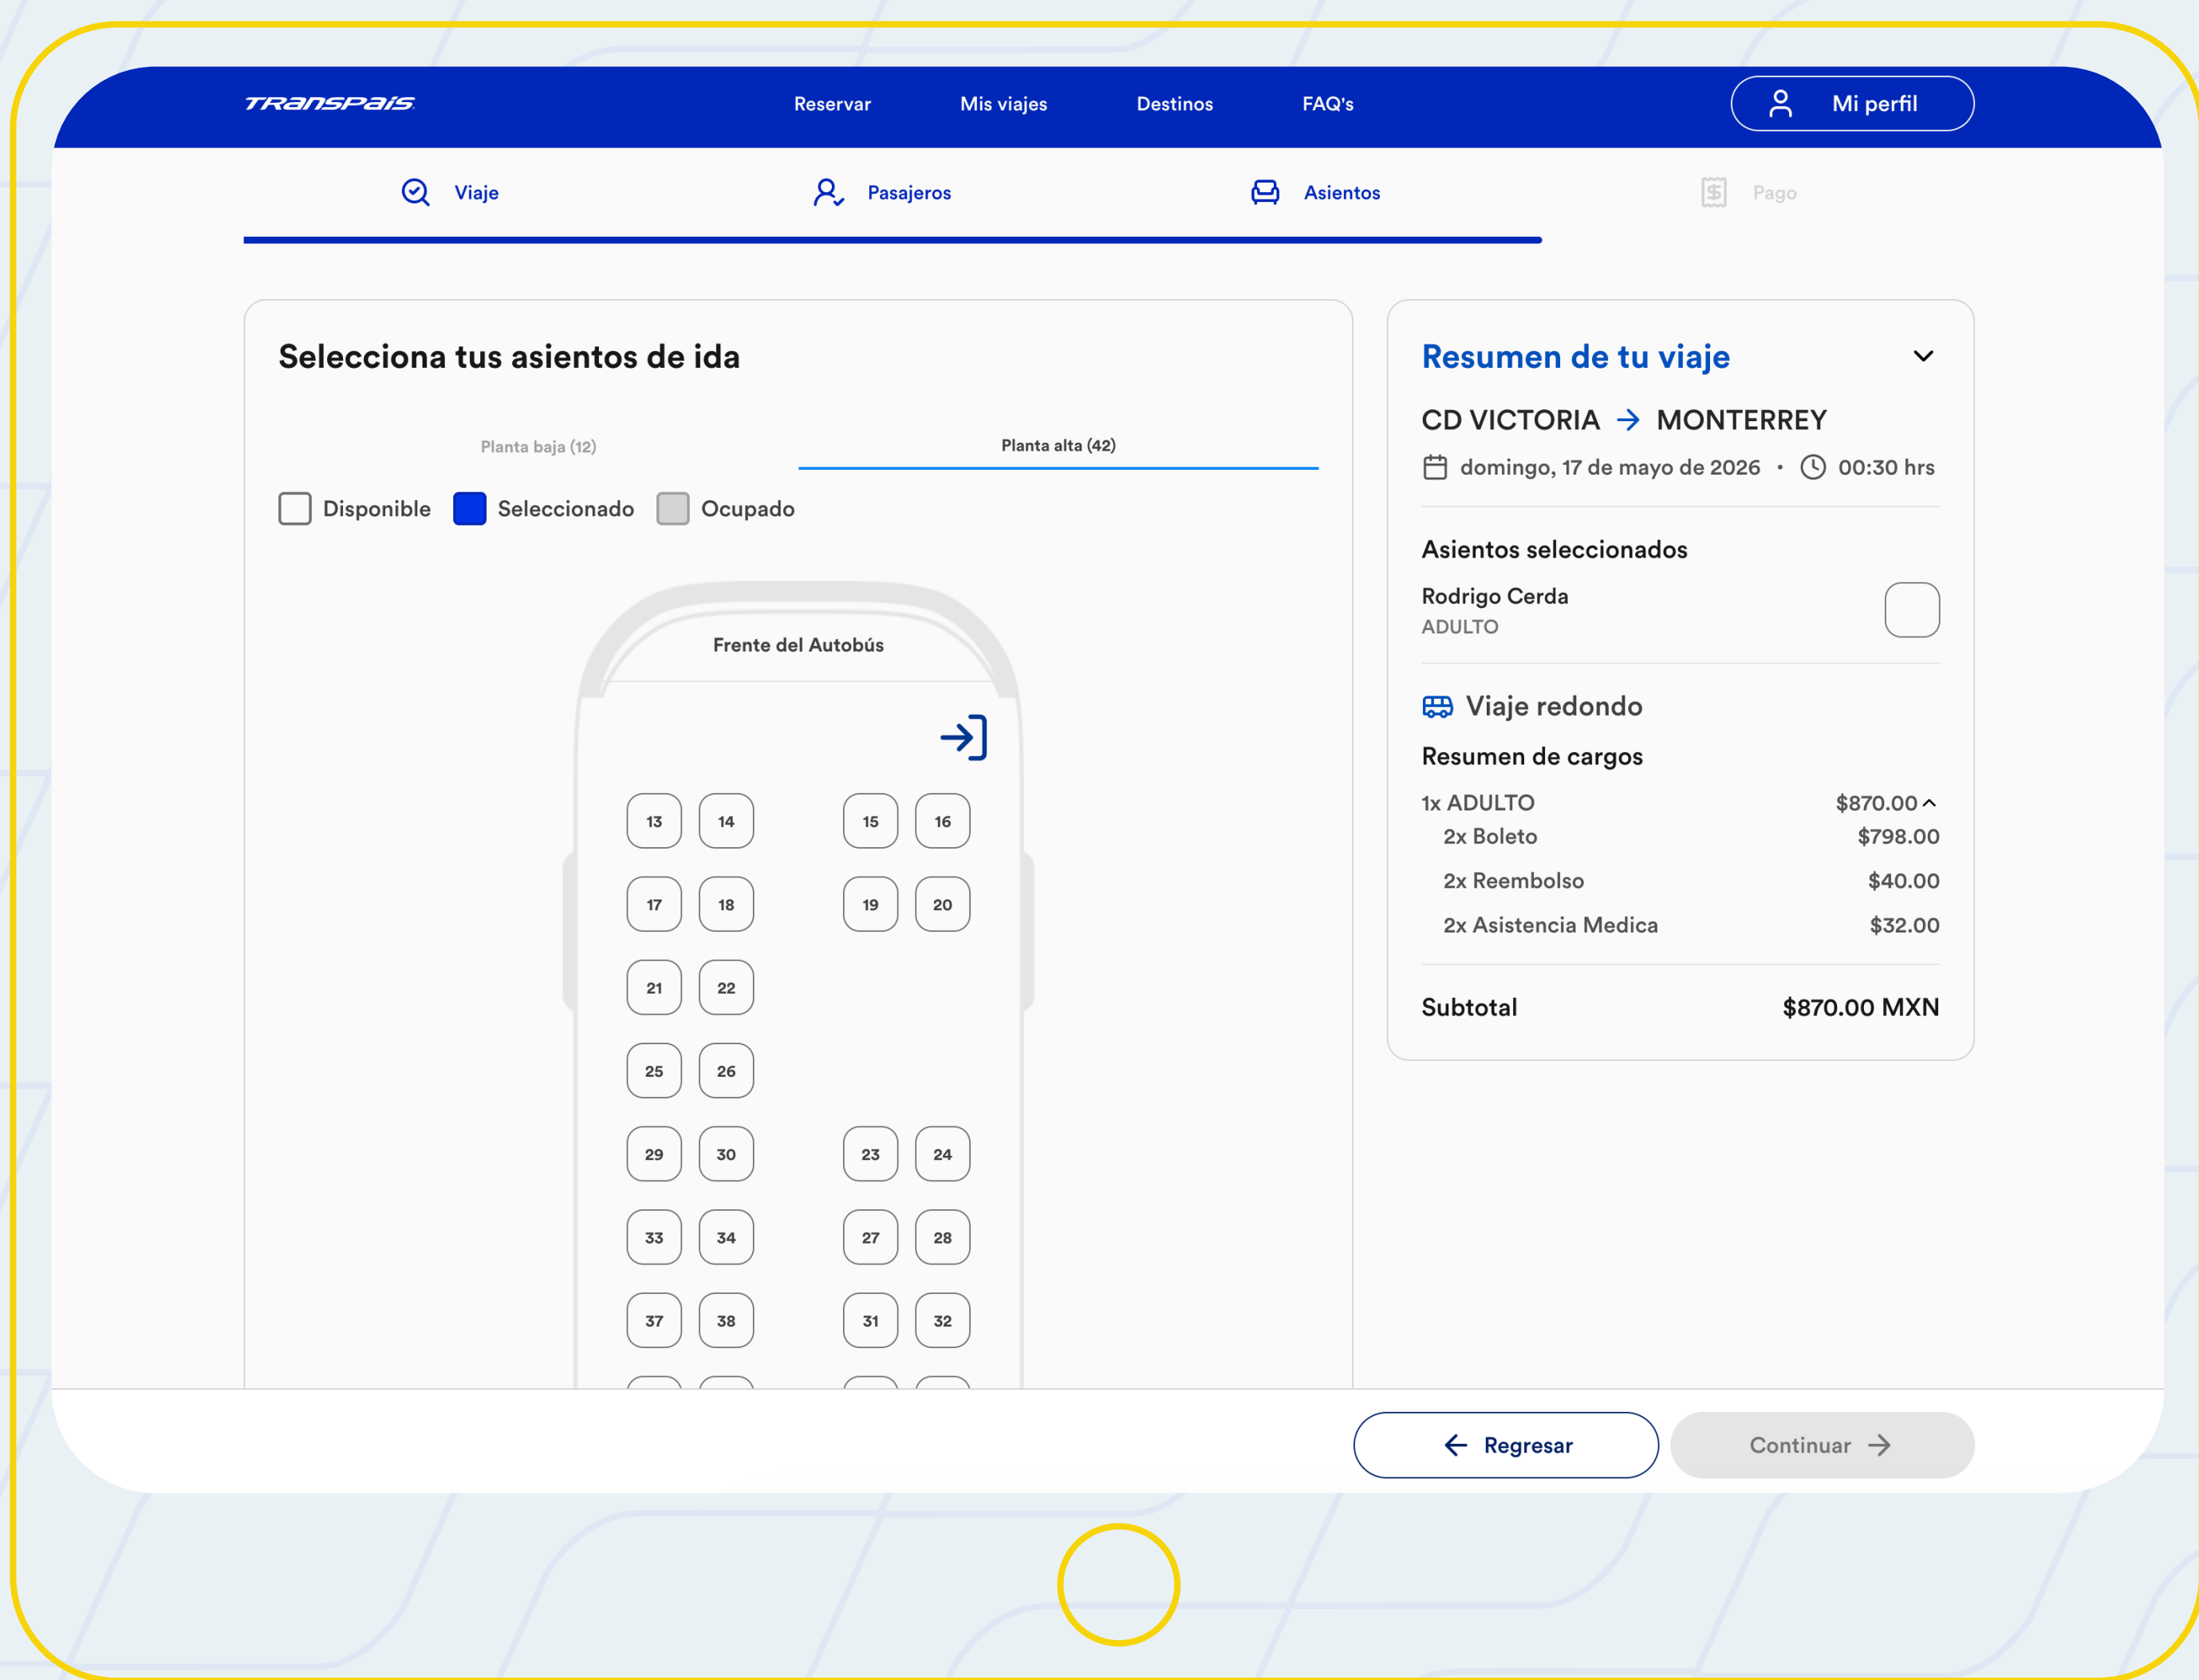 TRANSPAIS
Reservar
Mis viajes
Destinos
FAQ's
Mi perfil
Viaje
Pasajeros
Asientos
Pago
Selecciona tus asientos de ida
Planta baja (12)
Planta alta (42)
Disponible
Seleccionado
Ocupado
Frente del Autobús
13 14 15 16
17 18 19 20
21 22
25 26
29 30 23 24
33 34 27 28
37 38 31 32
Resumen de tu viaje
CD VICTORIA → MONTERREY
domingo, 17 de mayo de 2026 • 00:30 hrs
Asientos seleccionados
Rodrigo Cerda
ADULTO
Viaje redondo
Resumen de cargos
1x ADULTO $870.00
2x Boleto $798.00
2x Reembolso $40.00
2x Asistencia Medica $32.00
Subtotal $870.00 MXN
Regresar
Continuar